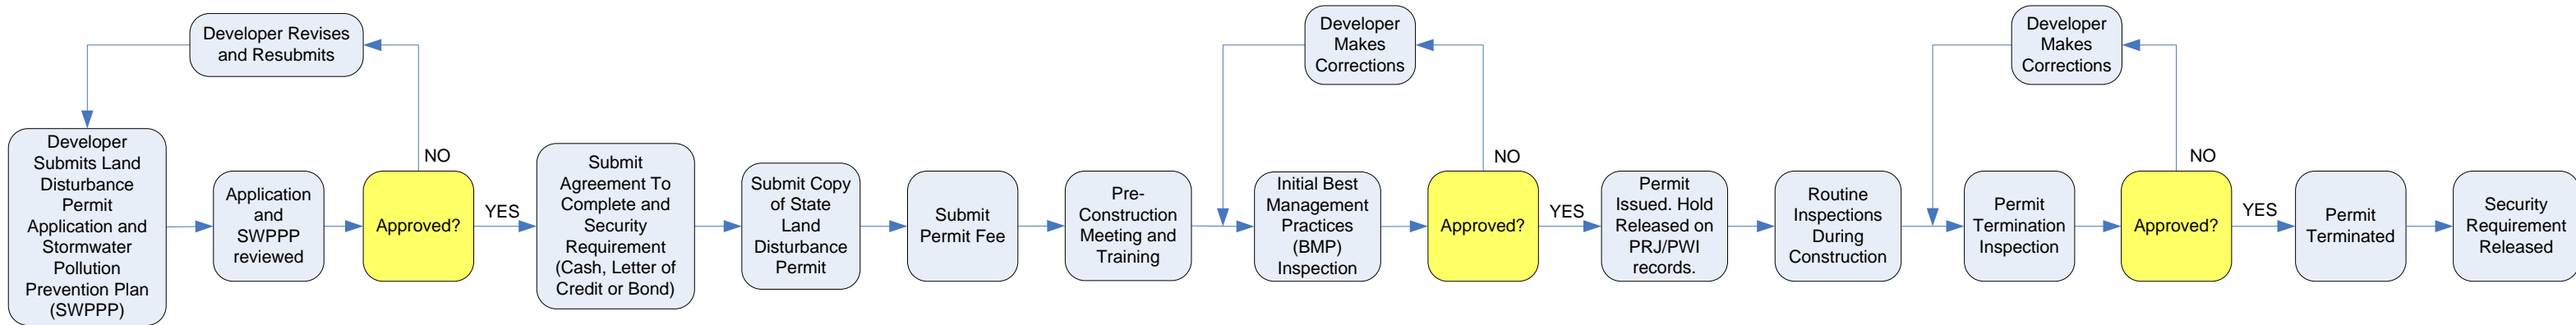 Developer Revises
and Resubmits
Developer
Submits Land
Disturbance
Permit
Application and
Stormwater
Pollution
Prevention Plan
(SWPPP)
Application
and
SWPPP
reviewed
Approved?
NO
YES
Submit
Agreement To
Complete and
Security
Requirement
(Cash, Letter of
Credit or Bond)
Submit Copy
of State
Land
Disturbance
Permit
Submit
Permit Fee
Pre-
Construction
Meeting and
Training
Developer
Makes
Corrections
Initial Best
Management
Practices
(BMP)
Inspection
Approved?
NO
YES
Permit
Issued. Hold
Released on
PRJ/PWI
records.
Routine
Inspections
During
Construction
Developer
Makes
Corrections
Permit
Termination
Inspection
Approved?
NO
YES
Permit
Terminated
Security
Requirement
Released